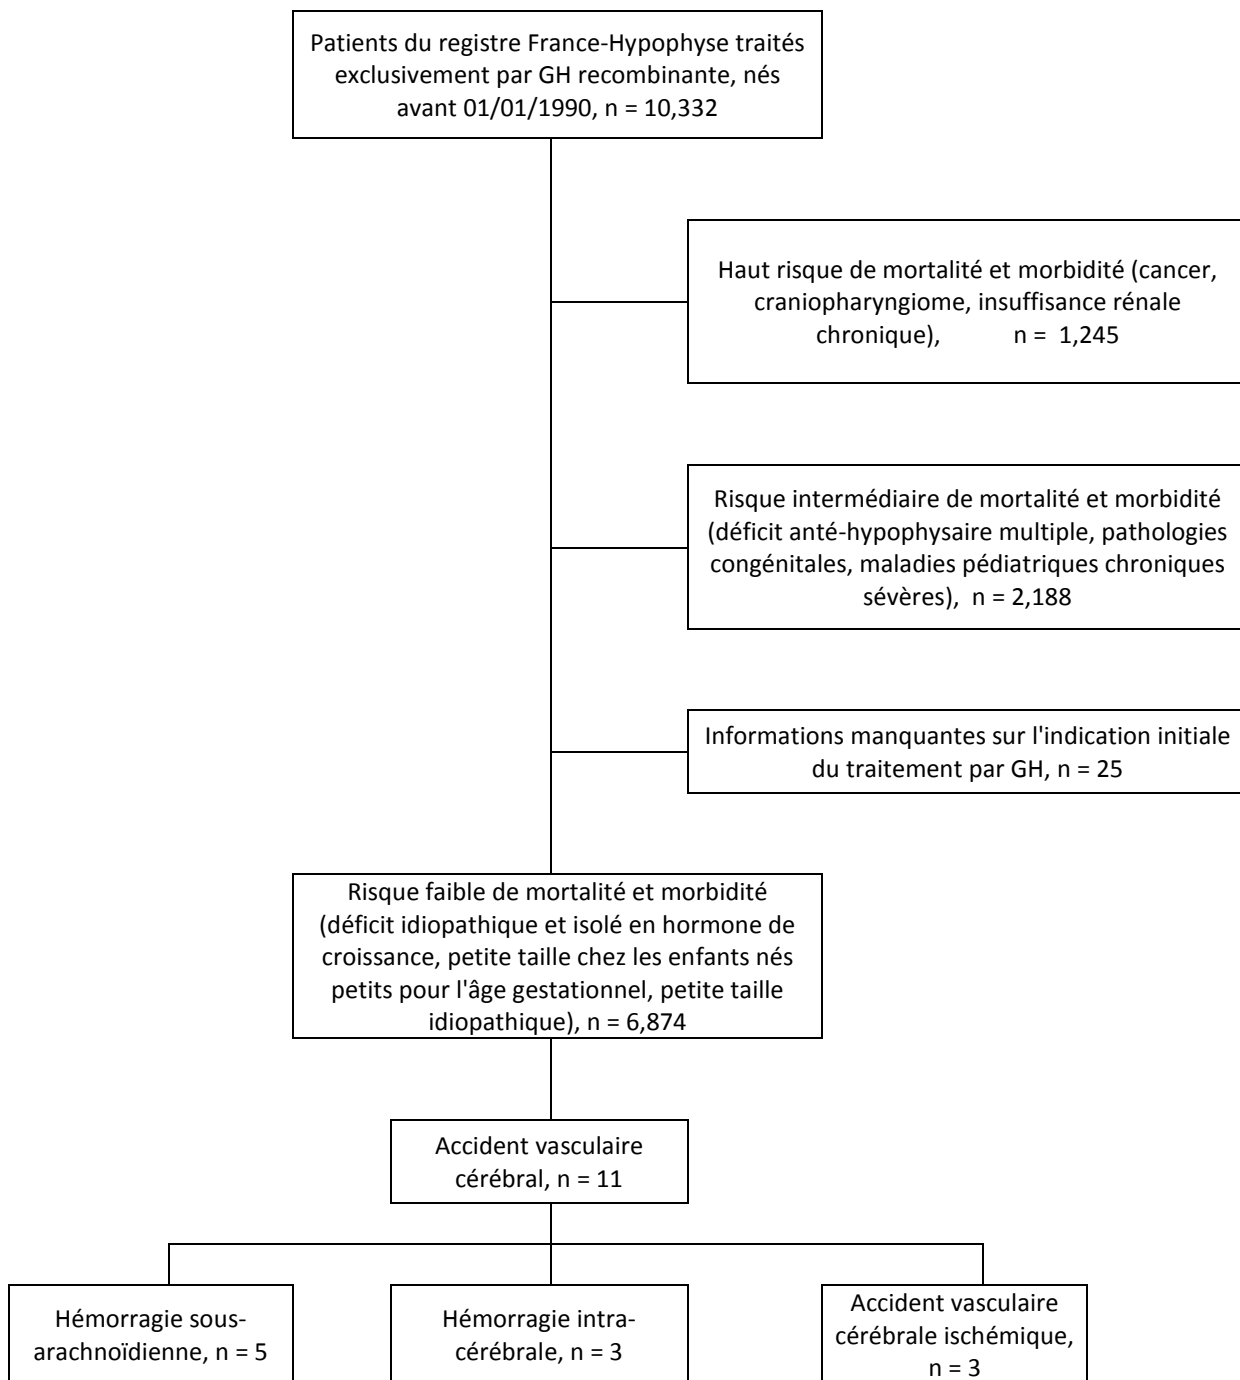 Patients du registre France-Hypophyse traités
exclusivement par GH recombinante, nés
avant 01/01/1990, n = 10,332
Haut risque de mortalité et morbidité (cancer,
craniopharyngiome, insuffisance rénale
chronique), n = 1,245
Risque intermédiaire de mortalité et morbidité
(déficit anté-hypophysaire multiple, pathologies
congénitales, maladies pédiatriques chroniques
sévères), n = 2,188
Informations manquantes sur l'indication initiale
du traitement par GH, n = 25
Risque faible de mortalité et morbidité
(déficit idiopathique et isolé en hormone de
croissance, petite taille chez les enfants nés
petits pour l'âge gestationnel, petite taille
idiopathique), n = 6,874
Accident vasculaire
cérébral, n = 11
Hémorragie sous-
arachnoïdienne, n = 5
Hémorragie intra-
cérébrale, n = 3
Accident vasculaire
cérébrale ischémique,
n = 3